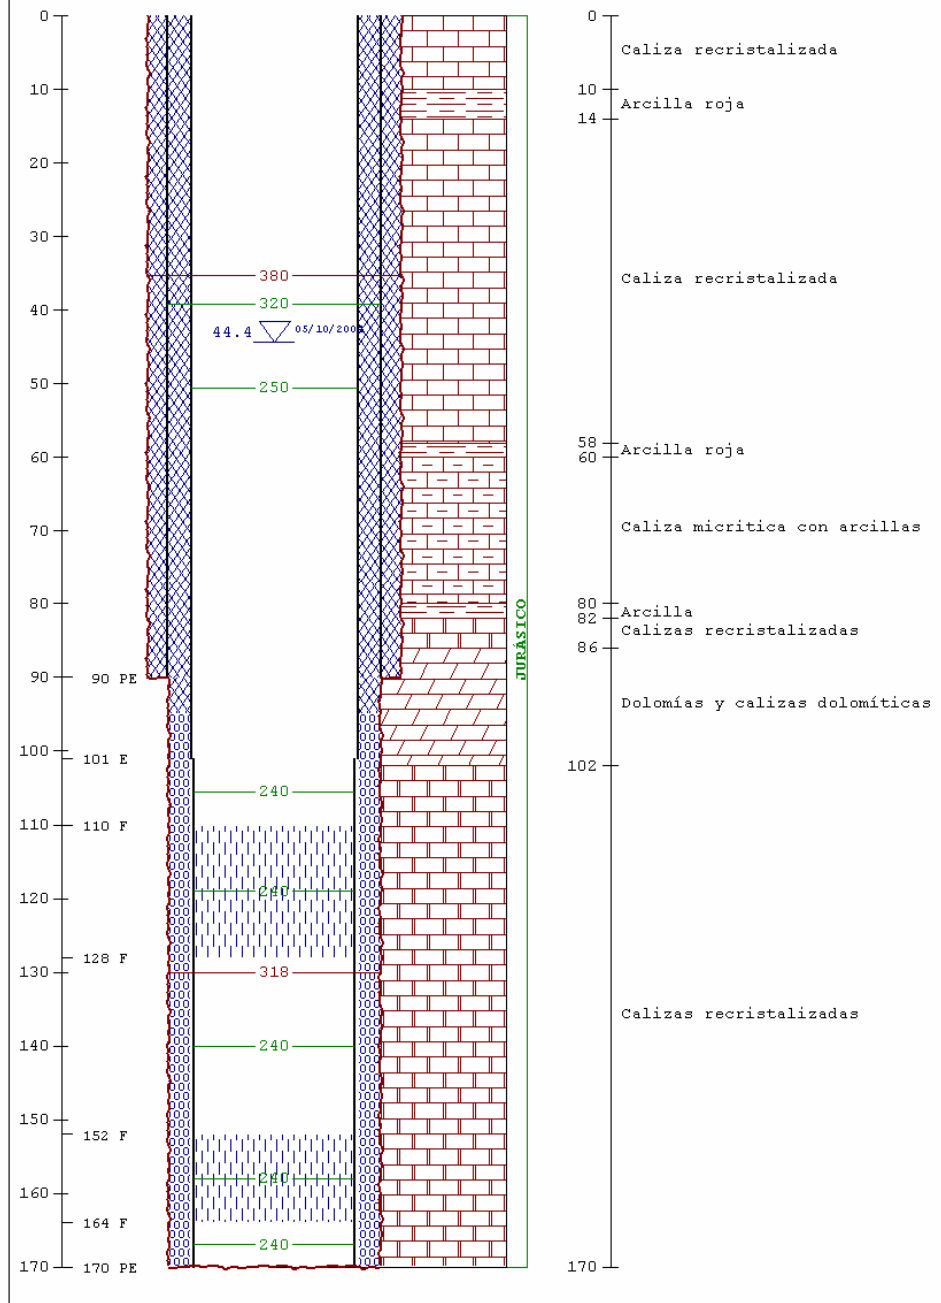 0
0
Caliza recristalizada
10
10
Arcilla roja
14
20
30
380
Caliza recristalizada
320
40
44.4
05/10/200
250
50
58
Arcilla roja
60
60
70
Caliza micritica con arcillas
80
80
Arcilla
82
Calizas recristalizadas
86
JURÁSICO
90
90 PE
Dolomías y calizas dolomíticas
100
101 E
102
240
110
110 F
240
120
128 F
130
318
Calizas recristalizadas
140
240
150
152 F
240
160
164 F
240
170
170 PE
170